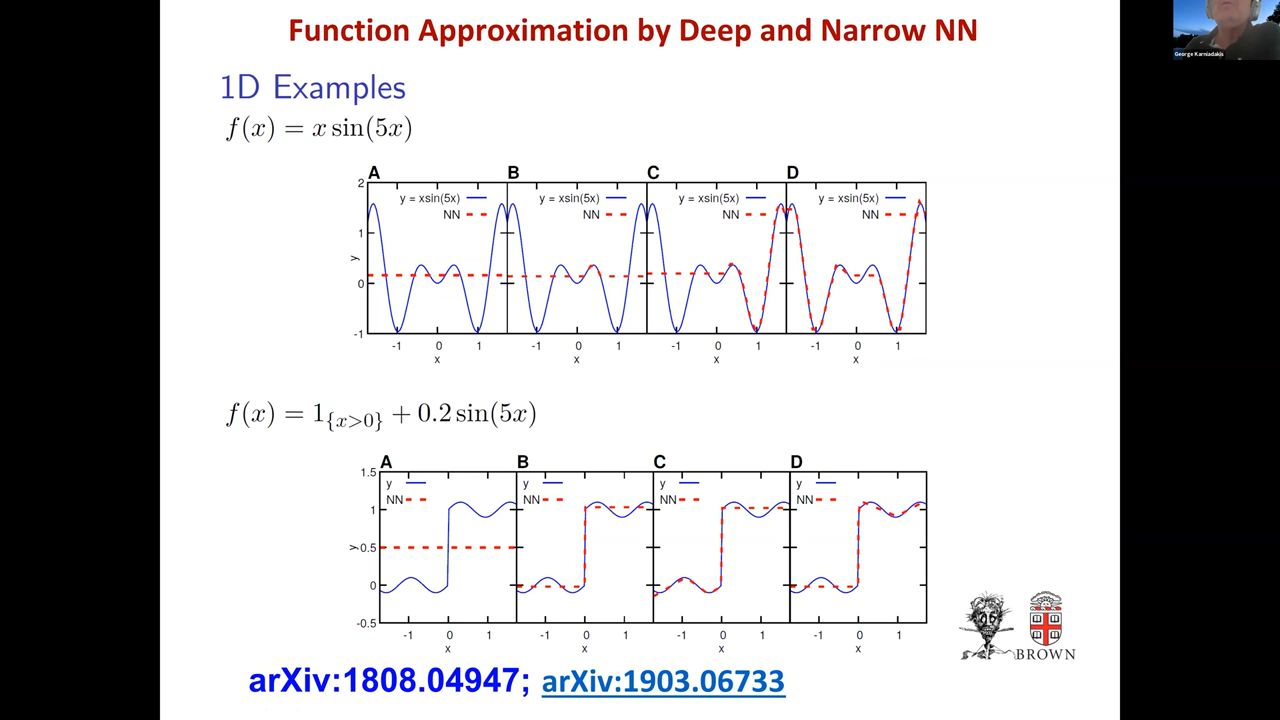 Function Approximation by Deep and Narrow NN
George Karniadakis
1D Examples
f(x) = x sin(5x)
A B C D
y = xsin(5x) y = xsin(5x) y = xsin(5x) y = xsin(5x)
NN NN NN NN
2
1
0
-1
y
-1 0 1 -1 0 1 -1 0 1 -1 0 1
x x x x
f(x) = 1_{x>0} + 0.2 sin(5x)
A B C D
y y y y
NN NN NN NN
1.5
1
0.5
0
-0.5
y
-1 0 1 -1 0 1 -1 0 1 -1 0 1
x x x x
BROWN
arXiv:1808.04947; arXiv:1903.06733